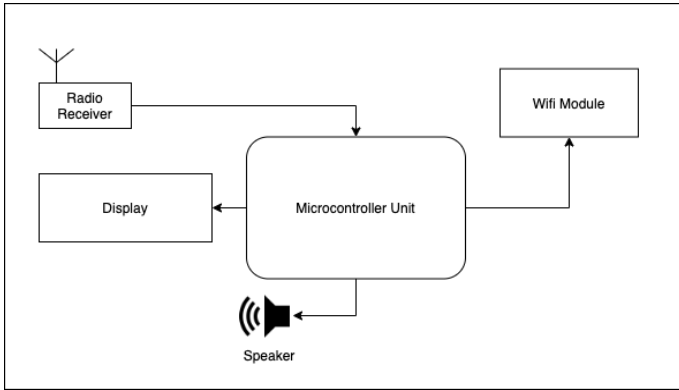 Radio
Receiver
Wifi Module
Display
Microcontroller Unit
Speaker